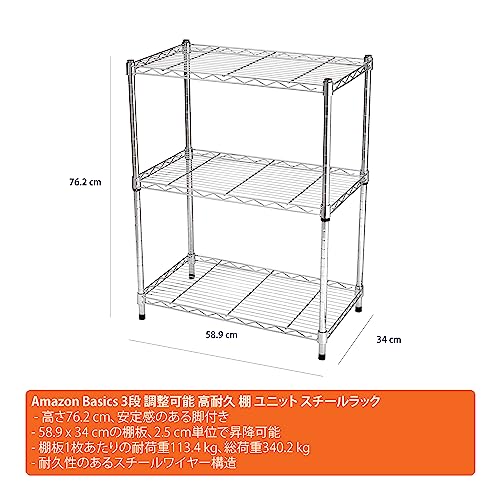 76.2 cm
58.9 cm
34 cm
Amazon Basics 3段 調整可能 高耐久 棚 ユニット スチールラック
- 高さ76.2 cm、安定感のある脚付き
- 58.9 x 34 cmの棚板、2.5 cm単位で昇降可能
- 棚板1枚あたりの耐荷重113.4 kg、総荷重340.2 kg
- 耐久性のあるスチールワイヤー構造